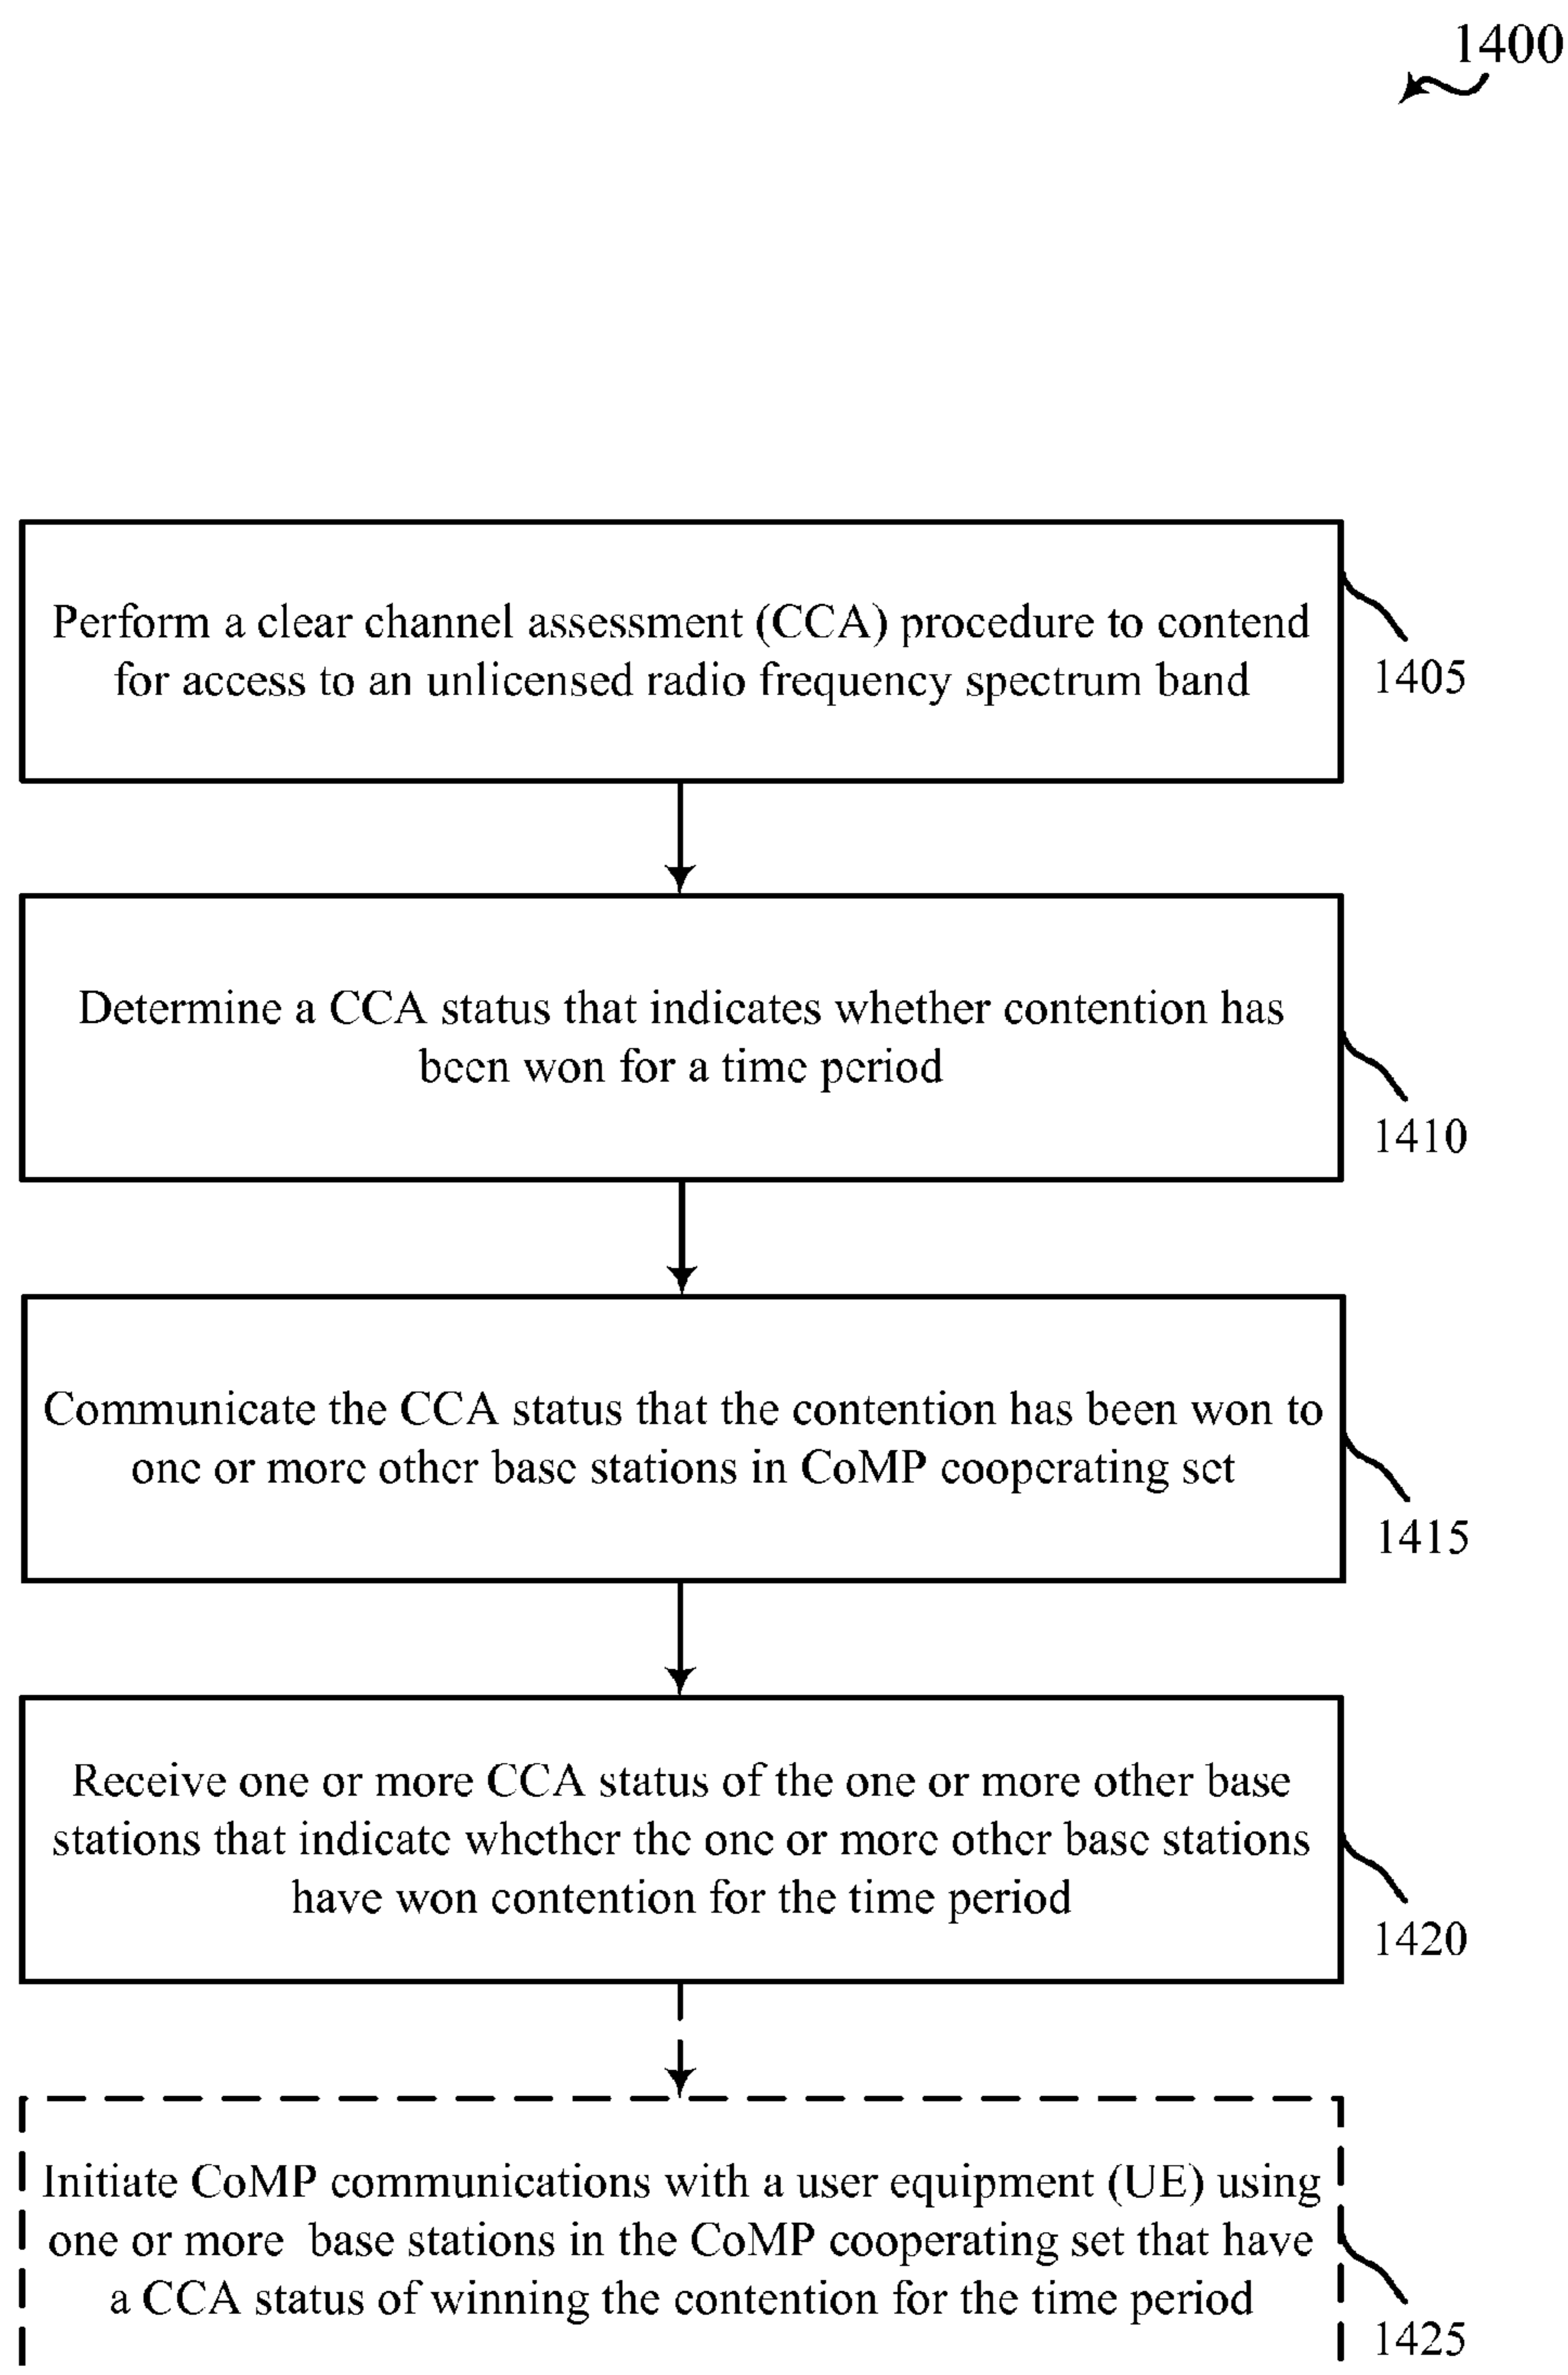 1400
Perform a clear channel assessment (CCA) procedure to contend
for access to an unlicensed radio frequency spectrum band
1405
Determine a CCA status that indicates whether contention has
been won for a time period
1410
Communicate the CCA status that the contention has been won to
one or more other base stations in CoMP cooperating set
1415
Receive one or more CCA status of the one or more other base
stations that indicate whether the one or more other base stations
have won contention for the time period
1420
Initiate CoMP communications with a user equipment (UE) using
one or more base stations in the CoMP cooperating set that have
a CCA status of winning the contention for the time period
1425